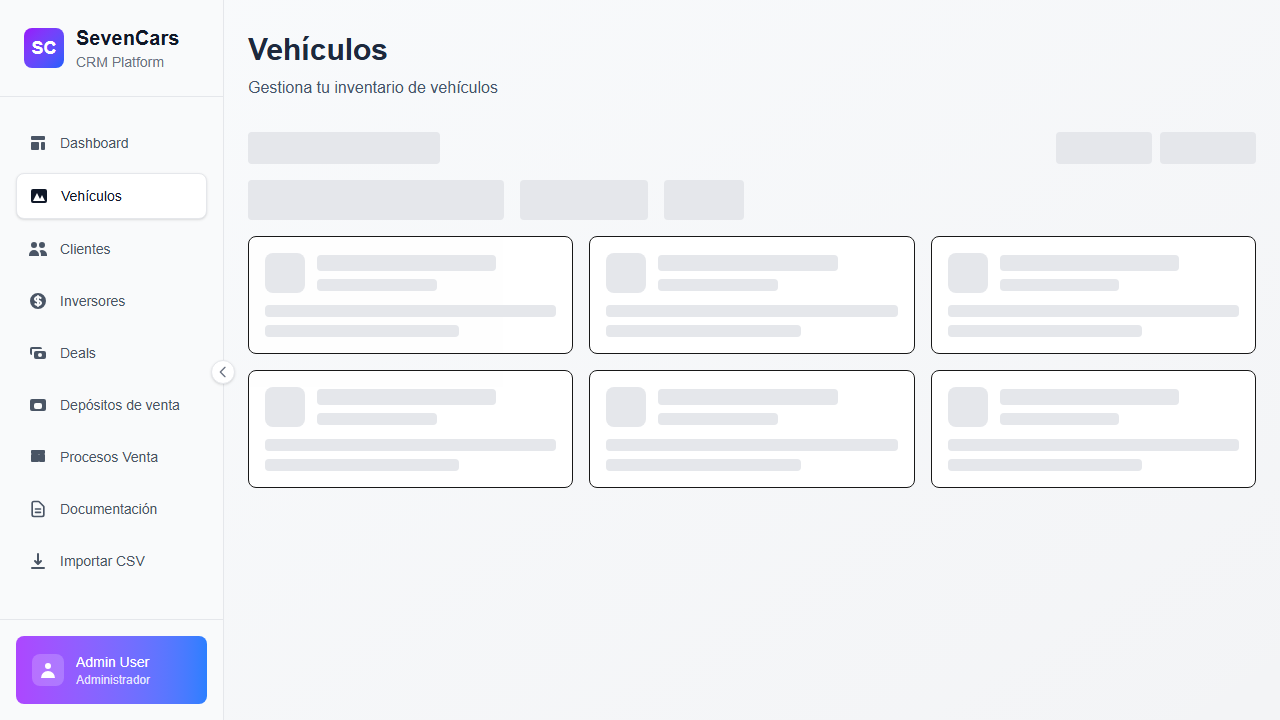 SC
SevenCars
CRM Platform
Dashboard
Vehículos
Clientes
Inversores
Deals
Depósitos de venta
Procesos Venta
Documentación
Importar CSV
Admin User
Administrador
Vehículos
Gestiona tu inventario de vehículos